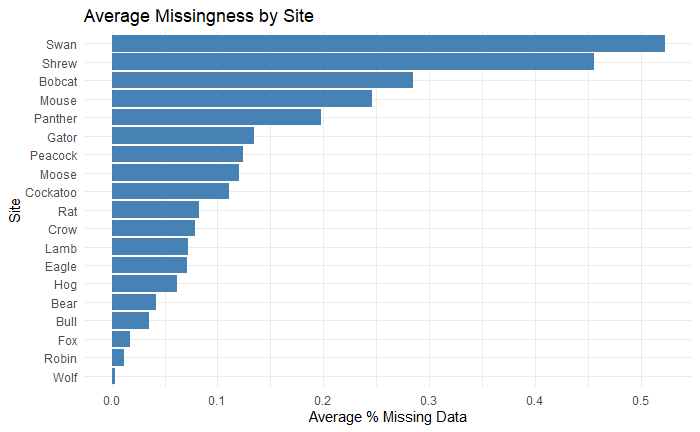 Average Missingness by Site
Site
Swan
Shrew
Bobcat
Mouse
Panther
Gator
Peacock
Moose
Cockatoo
Rat
Crow
Lamb
Eagle
Hog
Bear
Bull
Fox
Robin
Wolf
0.0 0.1 0.2 0.3 0.4 0.5
Average % Missing Data